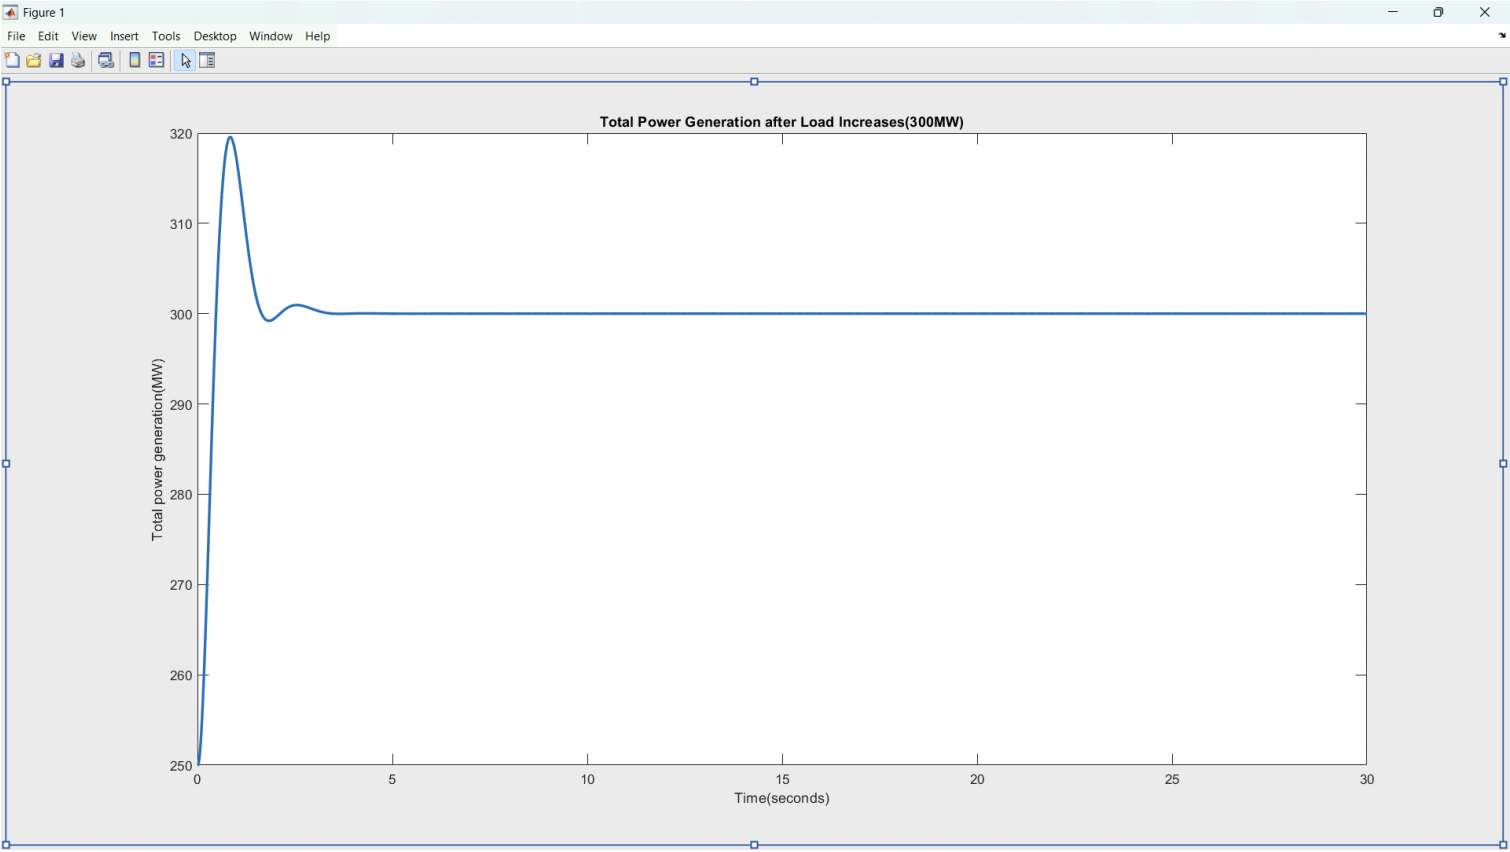 Figure 1
File Edit View Insert Tools Desktop Window Help
Total Power Generation after Load Increases(300MW)
320
310
300
290
280
270
260
250
Total power generation(MW)
0 5 10 15 20 25 30
Time(seconds)